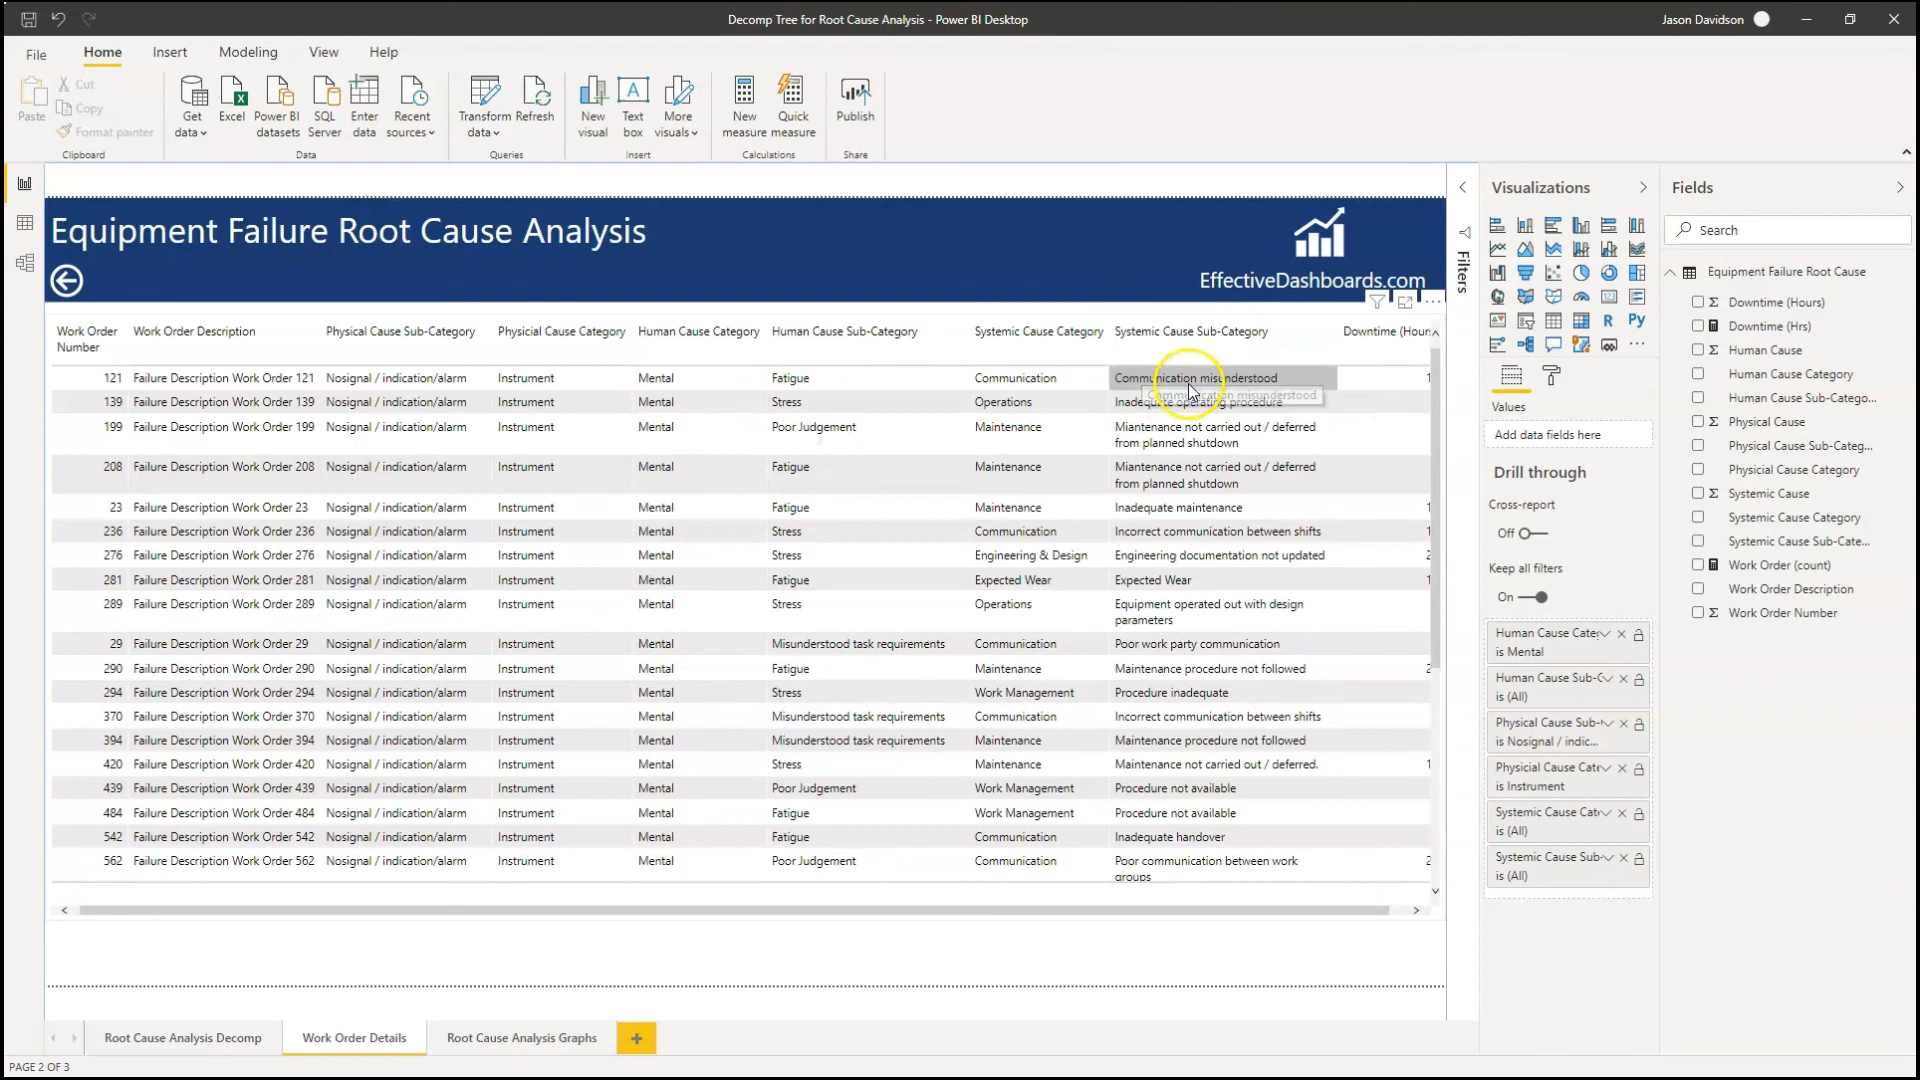 Decomp Tree for Root Cause Analysis - Power BI Desktop
Jason Davidson
File
Home
Insert
Modeling
View
Help
Paste
Cut
Copy
Format painter
Get data
Excel
Power BI datasets
SQL Server
Enter data
Recent sources
Transform data
Refresh
New visual
Text box
More visuals
New measure
Quick measure
Publish
Clipboard
Data
Queries
Insert
Calculations
Share
Equipment Failure Root Cause Analysis
EffectiveDashboards.com
Work Order Number Work Order Description Physical Cause Sub-Category Physicial Cause Category Human Cause Category Human Cause Sub-Category Systemic Cause Category Systemic Cause Sub-Category Downtime (Hour
121 Failure Description Work Order 121 Nosignal / indication/alarm Instrument Mental Fatigue Communication Communication misunderstood
Communication misunderstood
139 Failure Description Work Order 139 Nosignal / indication/alarm Instrument Mental Stress Operations Inadequate operating procedure
199 Failure Description Work Order 199 Nosignal / indication/alarm Instrument Mental Poor Judgement Maintenance Miantenance not carried out / deferred
from planned shutdown
208 Failure Description Work Order 208 Nosignal / indication/alarm Instrument Mental Fatigue Maintenance Miantenance not carried out / deferred
from planned shutdown
23 Failure Description Work Order 23 Nosignal / indication/alarm Instrument Mental Fatigue Maintenance Inadequate maintenance
236 Failure Description Work Order 236 Nosignal / indication/alarm Instrument Mental Stress Communication Incorrect communication between shifts
276 Failure Description Work Order 276 Nosignal / indication/alarm Instrument Mental Stress Engineering & Design Engineering documentation not updated
281 Failure Description Work Order 281 Nosignal / indication/alarm Instrument Mental Fatigue Expected Wear Expected Wear
289 Failure Description Work Order 289 Nosignal / indication/alarm Instrument Mental Stress Operations Equipment operated out with design
parameters
29 Failure Description Work Order 29 Nosignal / indication/alarm Instrument Mental Misunderstood task requirements Communication Poor work party communication
290 Failure Description Work Order 290 Nosignal / indication/alarm Instrument Mental Fatigue Maintenance Maintenance procedure not followed
294 Failure Description Work Order 294 Nosignal / indication/alarm Instrument Mental Stress Work Management Procedure inadequate
370 Failure Description Work Order 370 Nosignal / indication/alarm Instrument Mental Misunderstood task requirements Communication Incorrect communication between shifts
394 Failure Description Work Order 394 Nosignal / indication/alarm Instrument Mental Misunderstood task requirements Maintenance Maintenance procedure not followed
420 Failure Description Work Order 420 Nosignal / indication/alarm Instrument Mental Stress Maintenance Maintenance not carried out / deferred.
439 Failure Description Work Order 439 Nosignal / indication/alarm Instrument Mental Poor Judgement Work Management Procedure not available
484 Failure Description Work Order 484 Nosignal / indication/alarm Instrument Mental Fatigue Work Management Procedure not available
542 Failure Description Work Order 542 Nosignal / indication/alarm Instrument Mental Fatigue Communication Inadequate handover
562 Failure Description Work Order 562 Nosignal / indication/alarm Instrument Mental Poor Judgement Communication Poor communication between work
groups
Filters
Visualizations
R
Py
Values
Add data fields here
Drill through
Cross-report
Off
Keep all filters
On
Human Cause Cate
is Mental
Human Cause Sub-C
is (All)
Physical Cause Sub-
is Nosignal / indic...
Physicial Cause Cate
is Instrument
Systemic Cause Cat
is (All)
Systemic Cause Sub-
is (All)
Fields
Search
Equipment Failure Root Cause
Downtime (Hours)
Downtime (Hrs)
Human Cause
Human Cause Category
Human Cause Sub-Catego...
Physical Cause
Physical Cause Sub-Categ...
Physicial Cause Category
Systemic Cause
Systemic Cause Category
Systemic Cause Sub-Cate...
Work Order (count)
Work Order Description
Work Order Number
Root Cause Analysis Decomp
Work Order Details
Root Cause Analysis Graphs
PAGE 2 OF 3